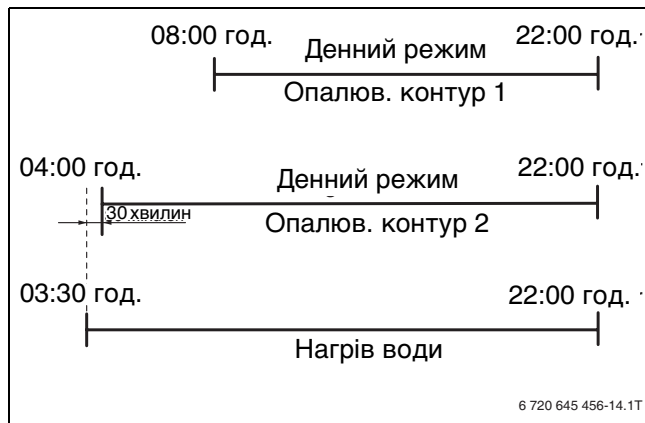 08:00 год. Денний режим 22:00 год.
Опалюв. контур 1
04:00 год. Денний режим 22:00 год.
30 хвилин Опалюв. контур 2
03:30 год. 22:00 год.
Нагрів води
6 720 645 456-14.1T